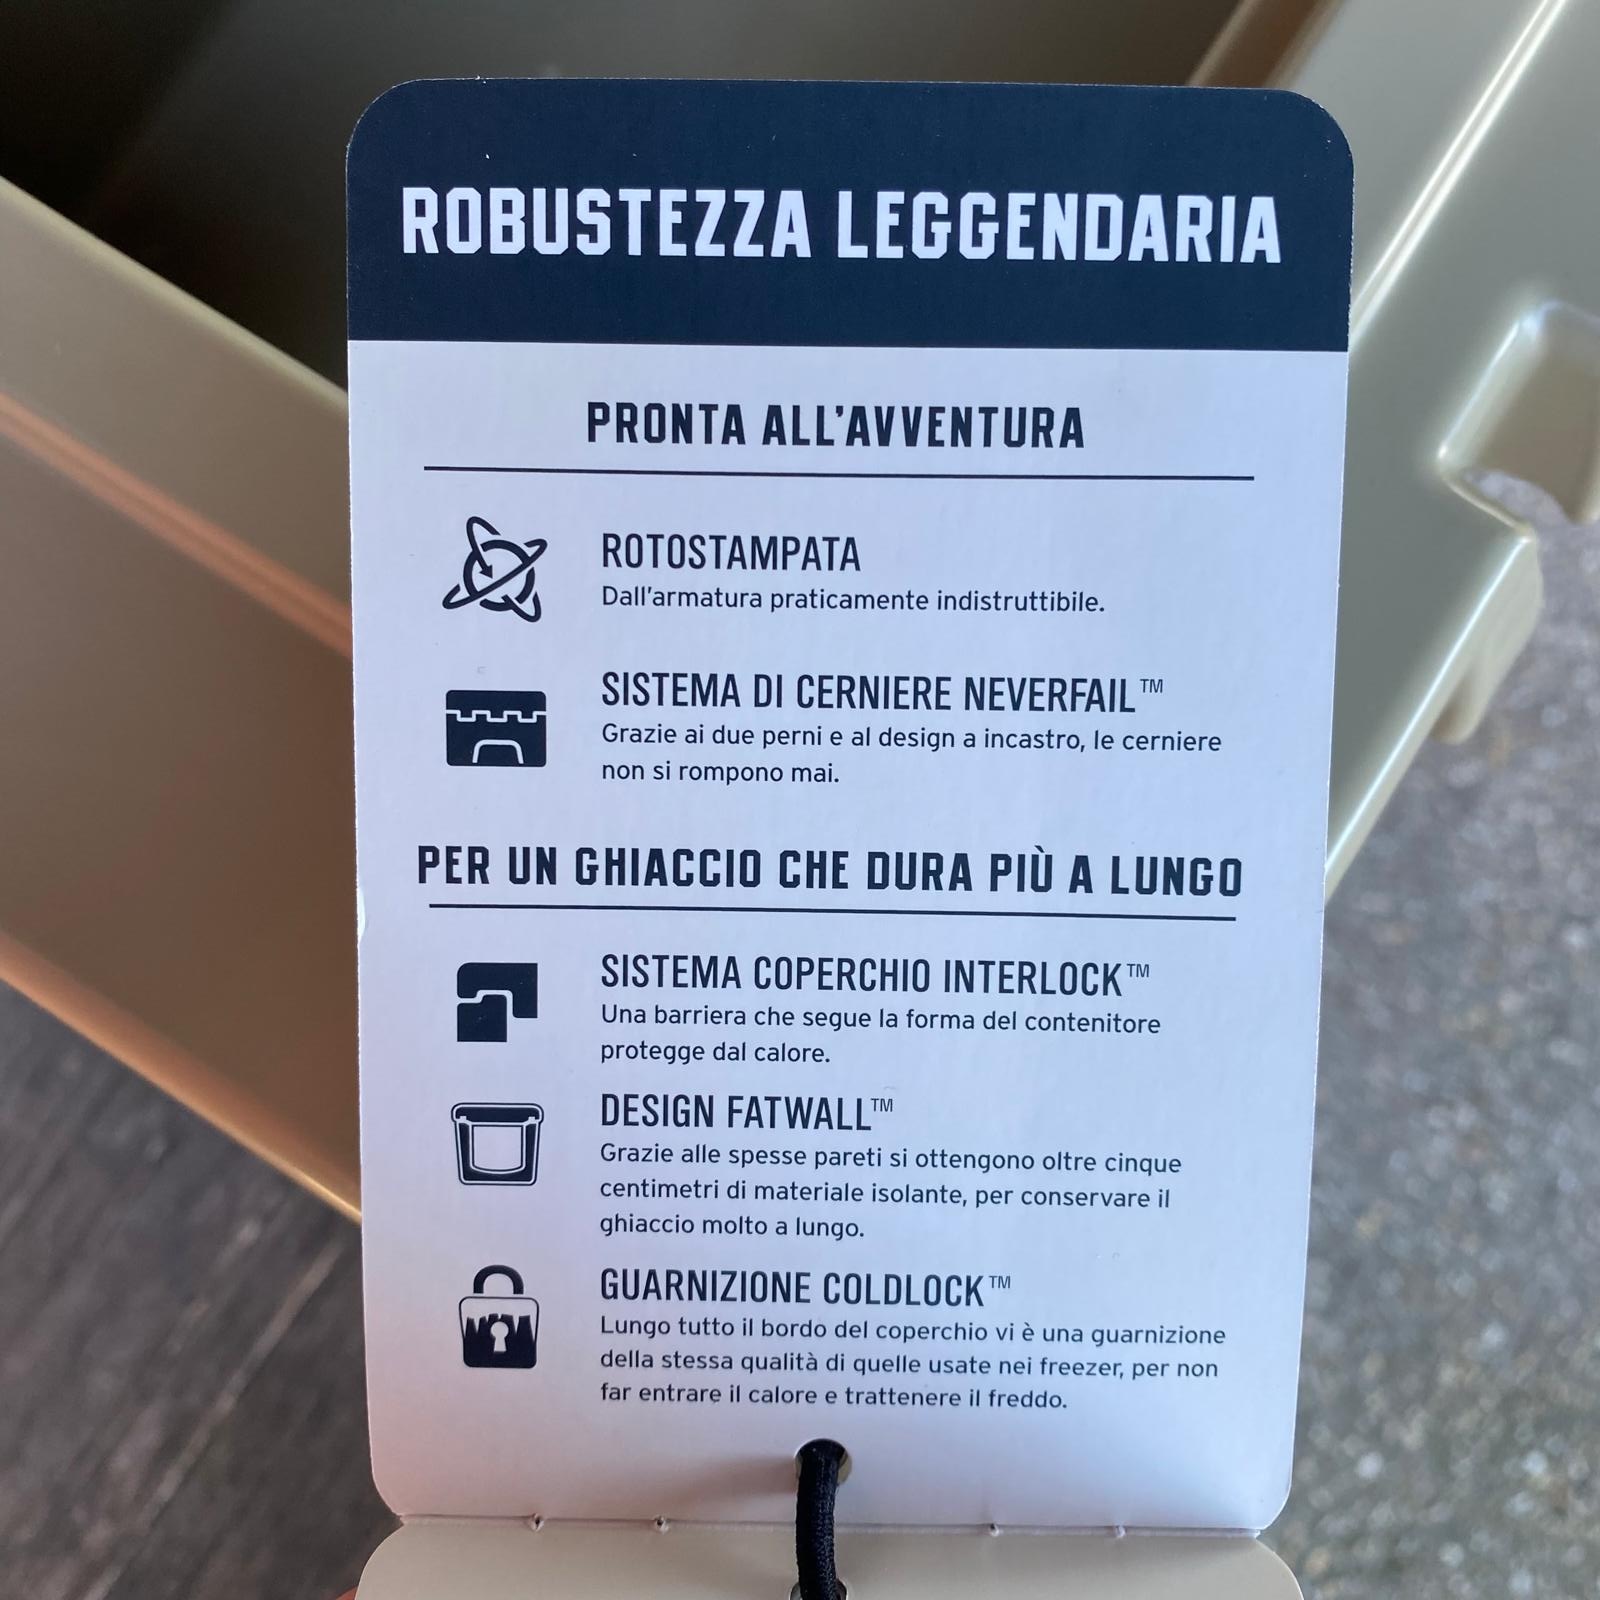 ROBUSTEZZA LEGGENDARIA
PRONTA ALL'AVVENTURA
ROTOSTAMPATA
Dall'armatura praticamente indistruttibile.
SISTEMA DI CERNIERE NEVERFAIL™
Grazie ai due perni e al design a incastro, le cerniere
non si rompono mai.
PER UN GHIACCIO CHE DURA PIÙ A LUNGO
SISTEMA COPERCHIO INTERLOCK™
Una barriera che segue la forma del contenitore
protegge dal calore.
DESIGN FATWALL™
Grazie alle spesse pareti si ottengono oltre cinque
centimetri di materiale isolante, per conservare il
ghiaccio molto a lungo.
GUARNIZIONE COLDLOCK™
Lungo tutto il bordo del coperchio vi è una guarnizione
della stessa qualità di quelle usate nei freezer, per non
far entrare il calore e trattenere il freddo.